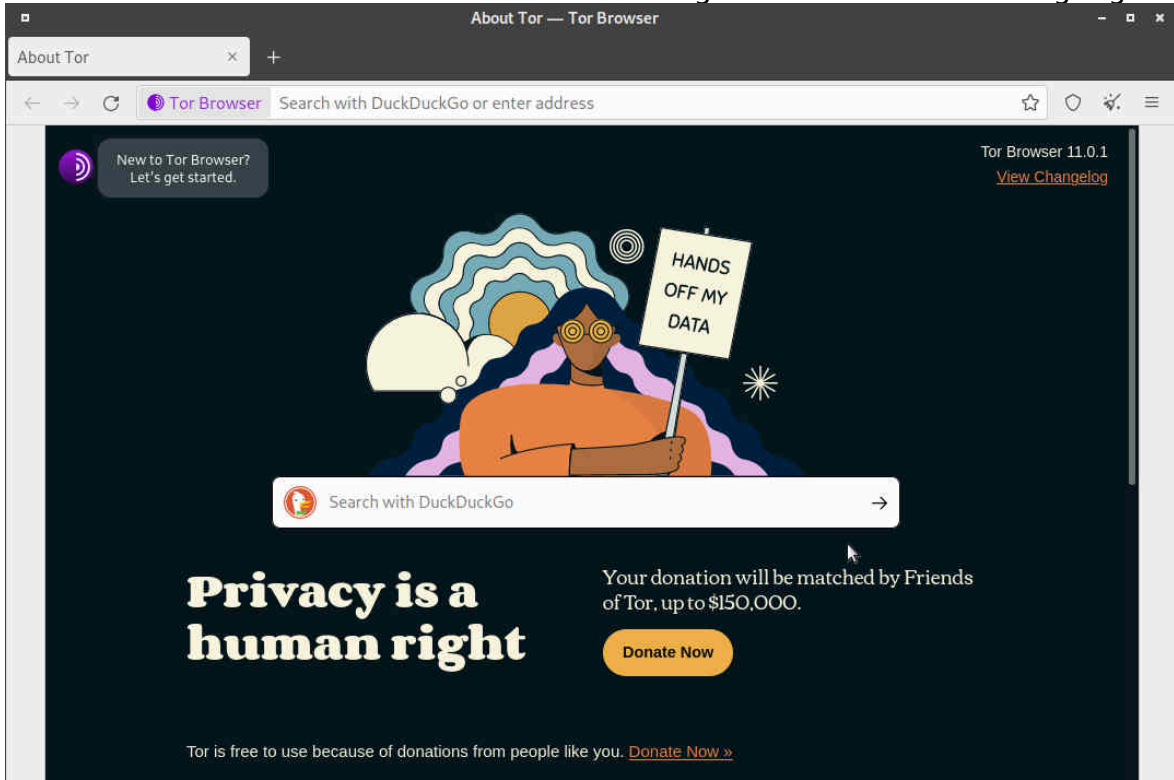 About Tor — Tor Browser
About Tor
Tor Browser
Search with DuckDuckGo or enter address
New to Tor Browser?
Let's get started.
Tor Browser 11.0.1
View Changelog
HANDS
OFF MY
DATA
Search with DuckDuckGo
Privacy is a
human right
Your donation will be matched by Friends
of Tor, up to $150,000.
Donate Now
Tor is free to use because of donations from people like you. Donate Now »